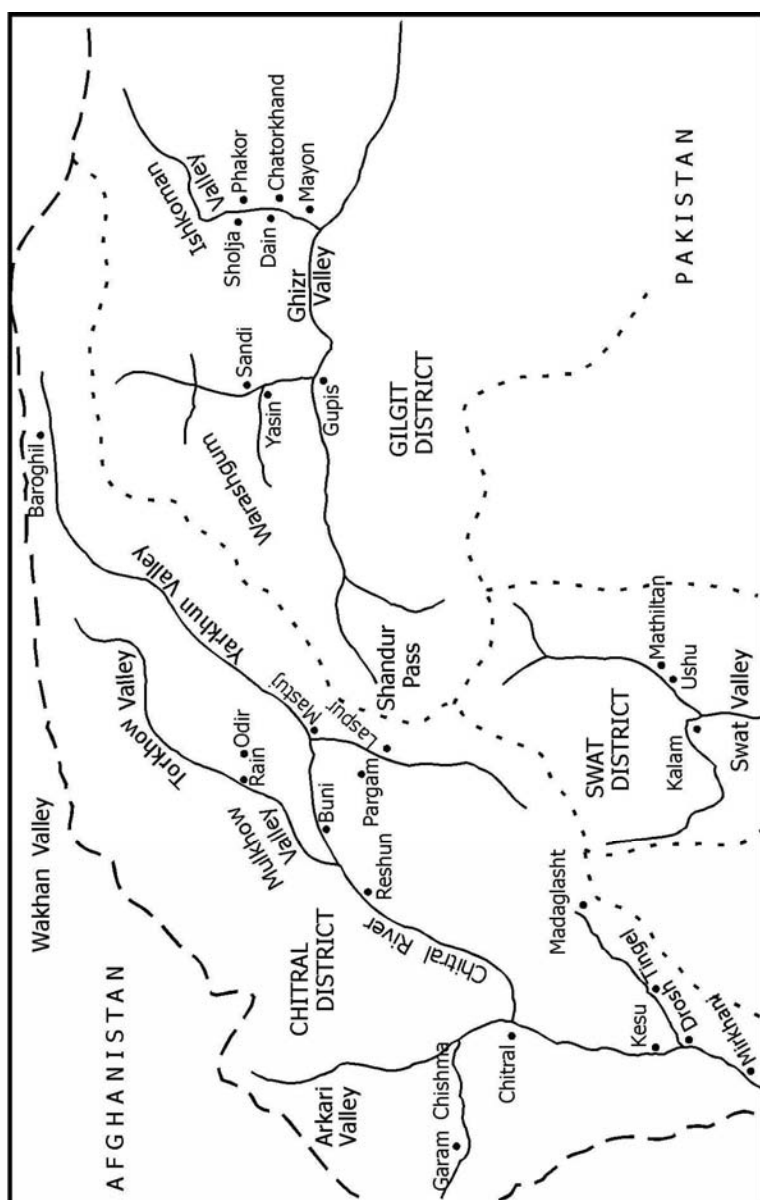 AFGHANISTAN
Wakhan Valley
Baroghil
Arkari
Valley
Garam Chishma
Chitral
CHITRAL
DISTRICT
Chitral River
Reshun
Mulkhow
Valley
Torkhow Valley
Rain
Odir
Buni
Pargam
Yarkhun Valley
Mastuj
Laspur
Shandur
Pass
Warashgum
Yasin
Sandi
Gupis
Ghizr
Valley
Ishkoman
Valley
Sholja
Phakor
Dain
Chatorkhand
Mayon
GILGIT
DISTRICT
PAKISTAN
Madaglasht
Kesu
Drosh
Tingel
Mirkhani
SWAT
DISTRICT
Kalam
Mathiltan
Ushu
Swat Valley